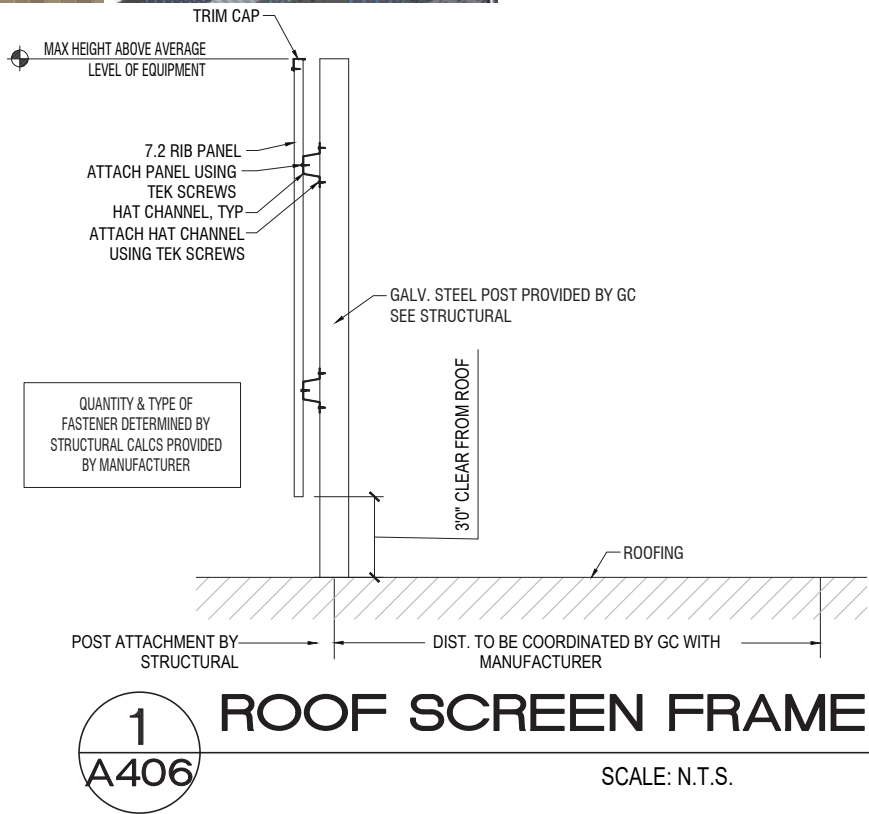 TRIM CAP
MAX HEIGHT ABOVE AVERAGE
LEVEL OF EQUIPMENT
7.2 RIB PANEL
ATTACH PANEL USING
TEK SCREWS
HAT CHANNEL, TYP
ATTACH HAT CHANNEL
USING TEK SCREWS
GALV. STEEL POST PROVIDED BY GC
SEE STRUCTURAL
3'0" CLEAR FROM ROOF
QUANTITY & TYPE OF
FASTENER DETERMINED BY
STRUCTURAL CALCS PROVIDED
BY MANUFACTURER
ROOFING
POST ATTACHMENT BY
STRUCTURAL
DIST. TO BE COORDINATED BY GC WITH
MANUFACTURER
1
A406
ROOF SCREEN FRAME
SCALE: N.T.S.